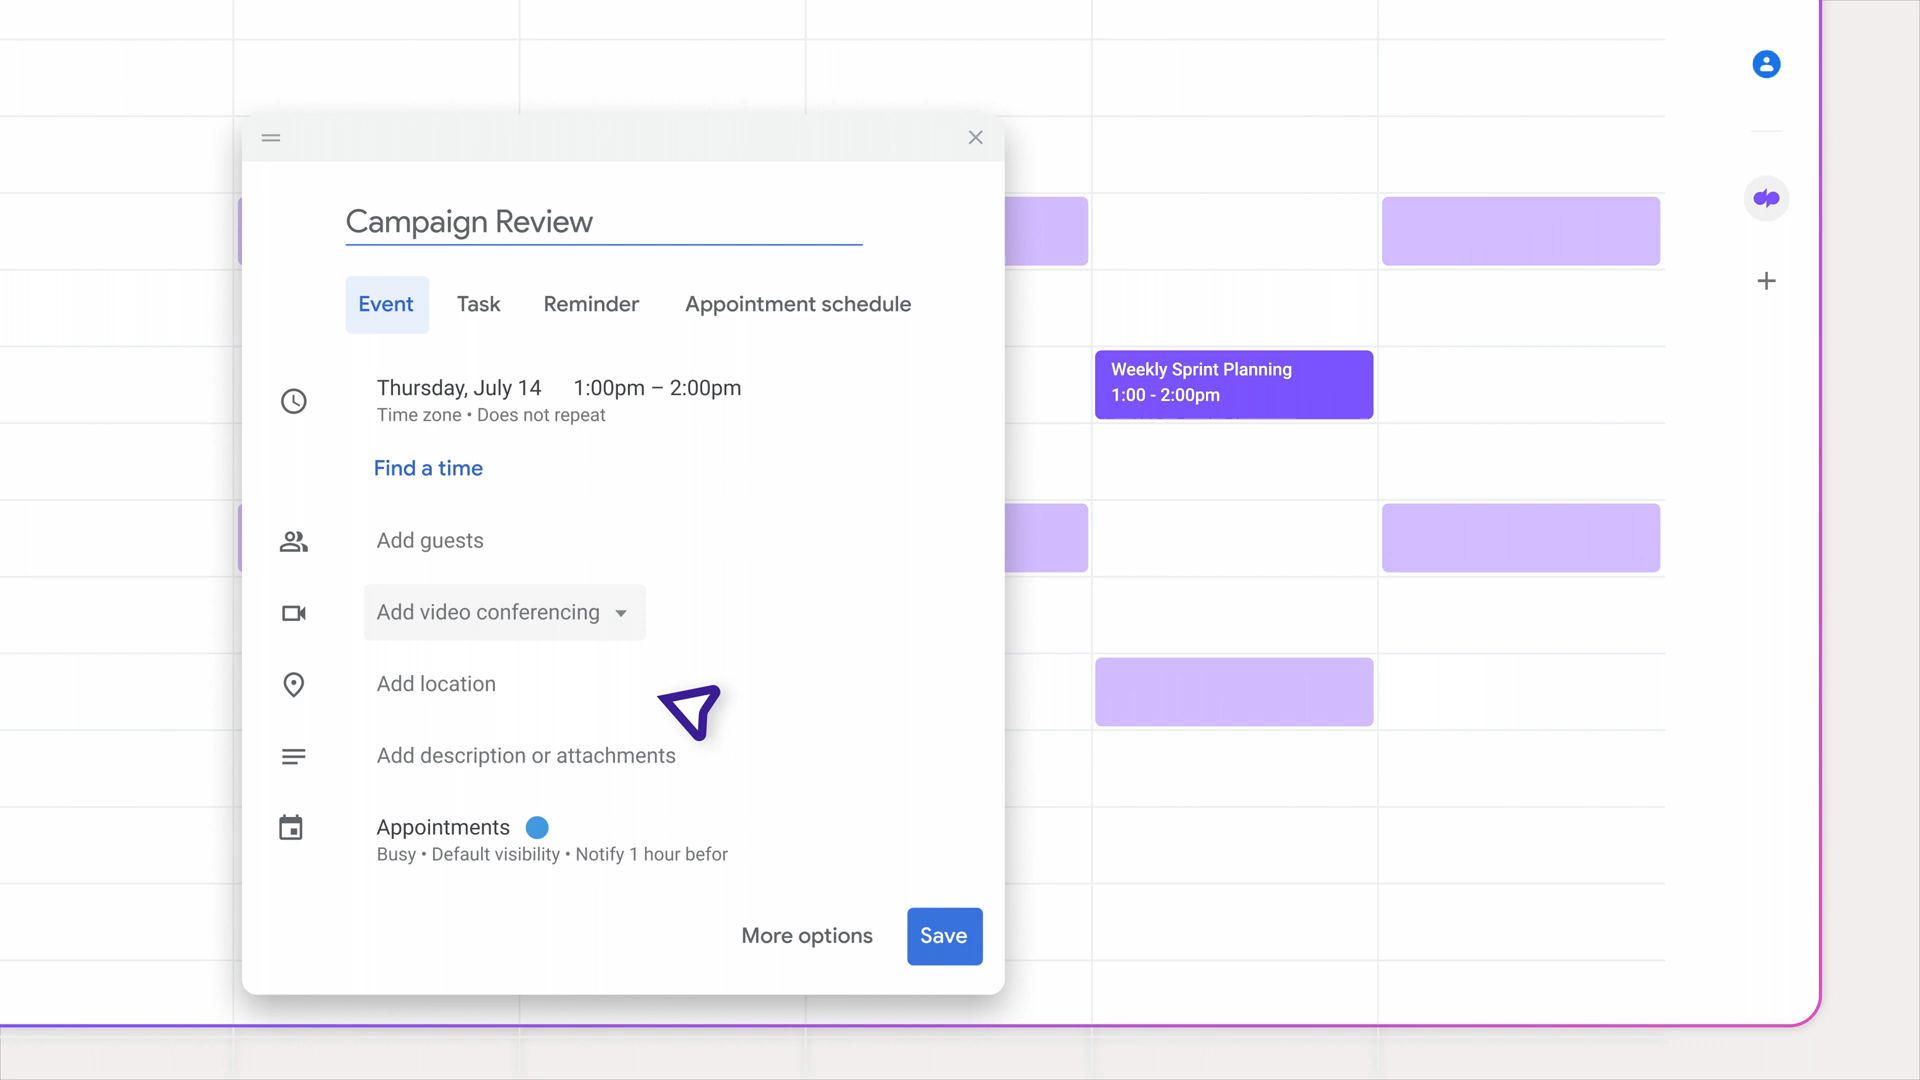 Campaign Review
Event Task Reminder Appointment schedule
Thursday, July 14 1:00pm – 2:00pm
Time zone • Does not repeat
Find a time
Add guests
Add video conferencing
Add location
Add description or attachments
Appointments
Busy • Default visibility • Notify 1 hour befor
More options Save
Weekly Sprint Planning
1:00 - 2:00pm